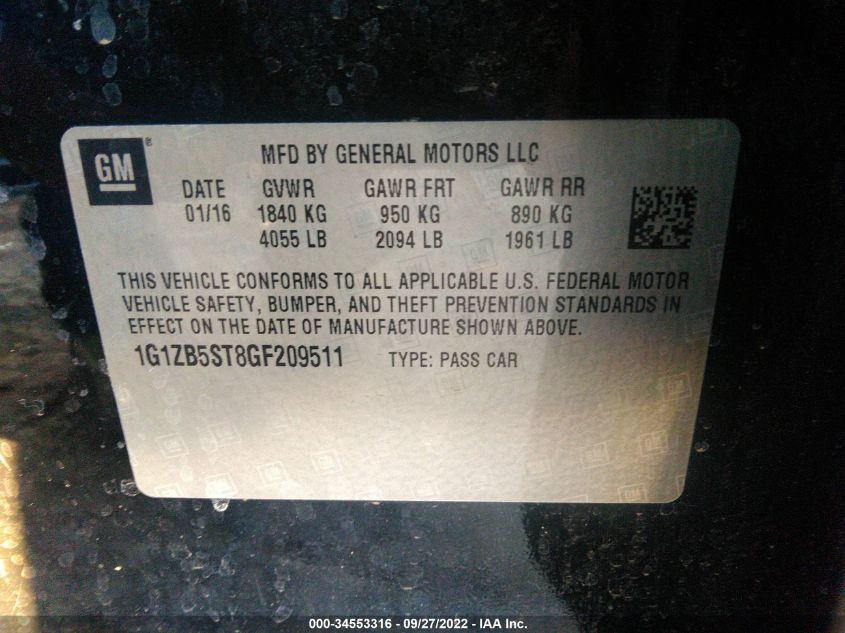 GM ®
MFD BY GENERAL MOTORS LLC
DATE GVWR GAWR FRT GAWR RR
01/16 1840 KG 950 KG 890 KG
4055 LB 2094 LB 1961 LB
THIS VEHICLE CONFORMS TO ALL APPLICABLE U.S. FEDERAL MOTOR
VEHICLE SAFETY, BUMPER, AND THEFT PREVENTION STANDARDS IN
EFFECT ON THE DATE OF MANUFACTURE SHOWN ABOVE.
1G1ZB5ST8GF209511 TYPE: PASS CAR
000-34553316 - 09/27/2022 - IAA Inc.